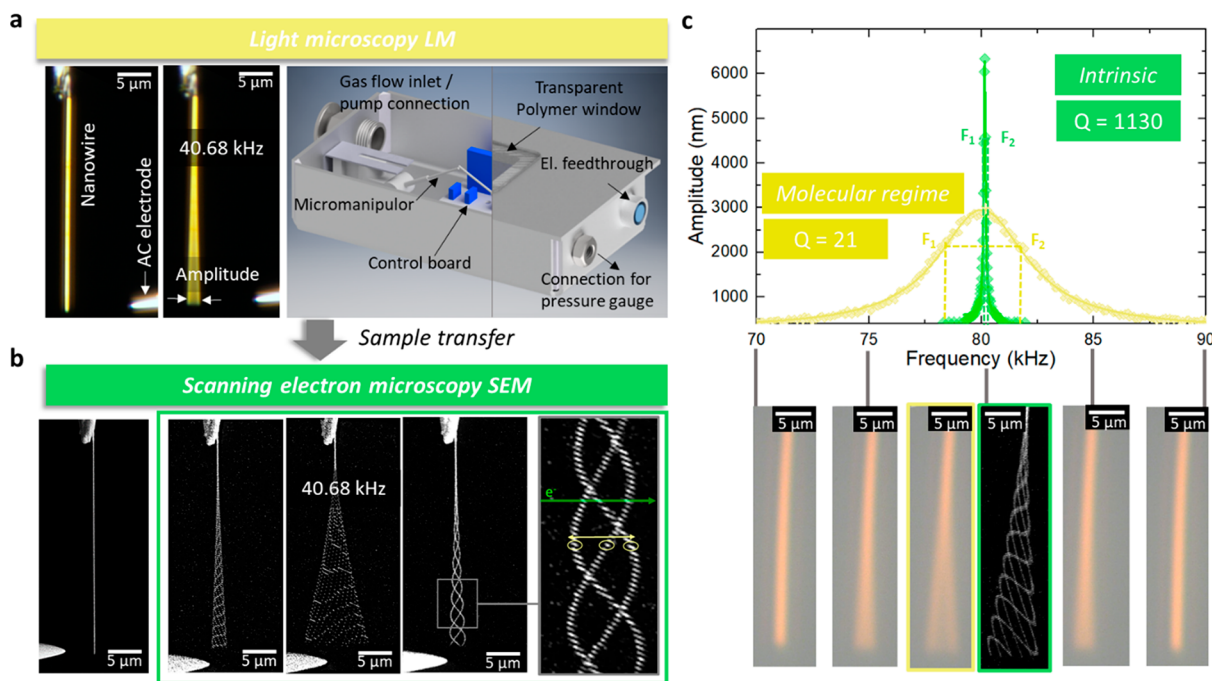 a
Light microscopy LM
5 µm
5 µm
Nanowire
AC electrode
40.68 kHz
Amplitude
Gas flow inlet /
pump connection
Transparent
Polymer window
El. feedthrough
Micromanipulor
Control board
Connection for
pressure gauge
Sample transfer
b
Scanning electron microscopy SEM
40.68 kHz
e-
5 µm
5 µm
5 µm
5 µm
c
Amplitude (nm)
6000
5000
4000
3000
2000
1000
Intrinsic
Q = 1130
F1
F2
Molecular regime
Q = 21
F1
F2
70
75
80
85
90
Frequency (kHz)
5 µm
5 µm
5 µm
5 µm
5 µm
5 µm